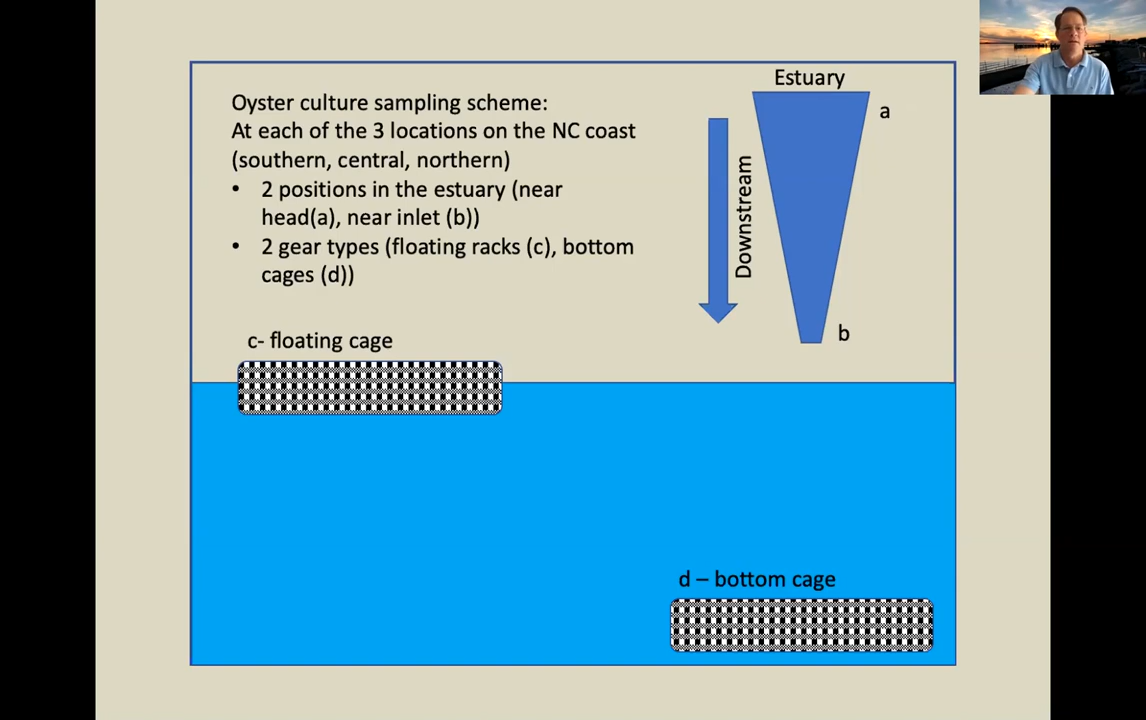 Oyster culture sampling scheme:
At each of the 3 locations on the NC coast
(southern, central, northern)
• 2 positions in the estuary (near
head(a), near inlet (b))
• 2 gear types (floating racks (c), bottom
cages (d))
Estuary
a
Downstream
b
c- floating cage
d – bottom cage